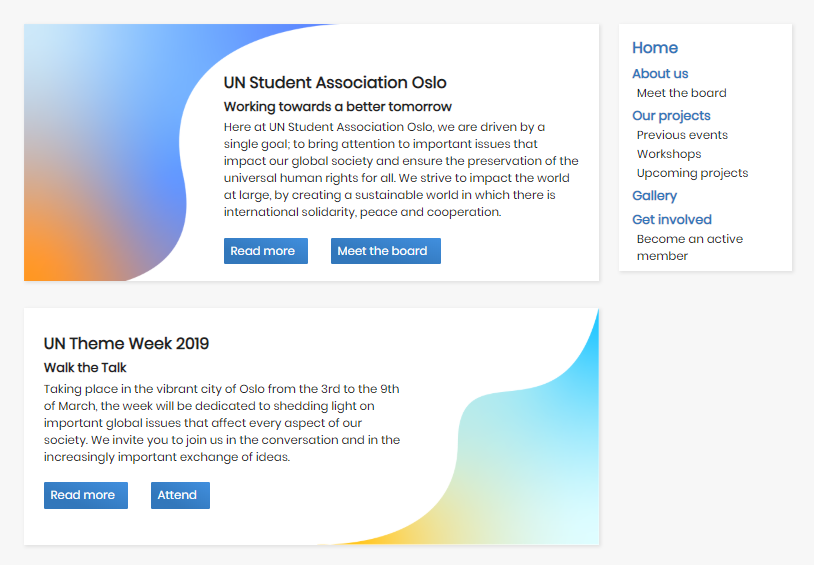 UN Student Association Oslo
Working towards a better tomorrow
Here at UN Student Association Oslo, we are driven by a
single goal; to bring attention to important issues that
impact our global society and ensure the preservation of the
universal human rights for all. We strive to impact the world
at large, by creating a sustainable world in which there is
international solidarity, peace and cooperation.
Read more
Meet the board
UN Theme Week 2019
Walk the Talk
Taking place in the vibrant city of Oslo from the 3rd to the 9th
of March, the week will be dedicated to shedding light on
important global issues that affect every aspect of our
society. We invite you to join us in the conversation and in the
increasingly important exchange of ideas.
Read more
Attend
Home
About us
Meet the board
Our projects
Previous events
Workshops
Upcoming projects
Gallery
Get involved
Become an active
member